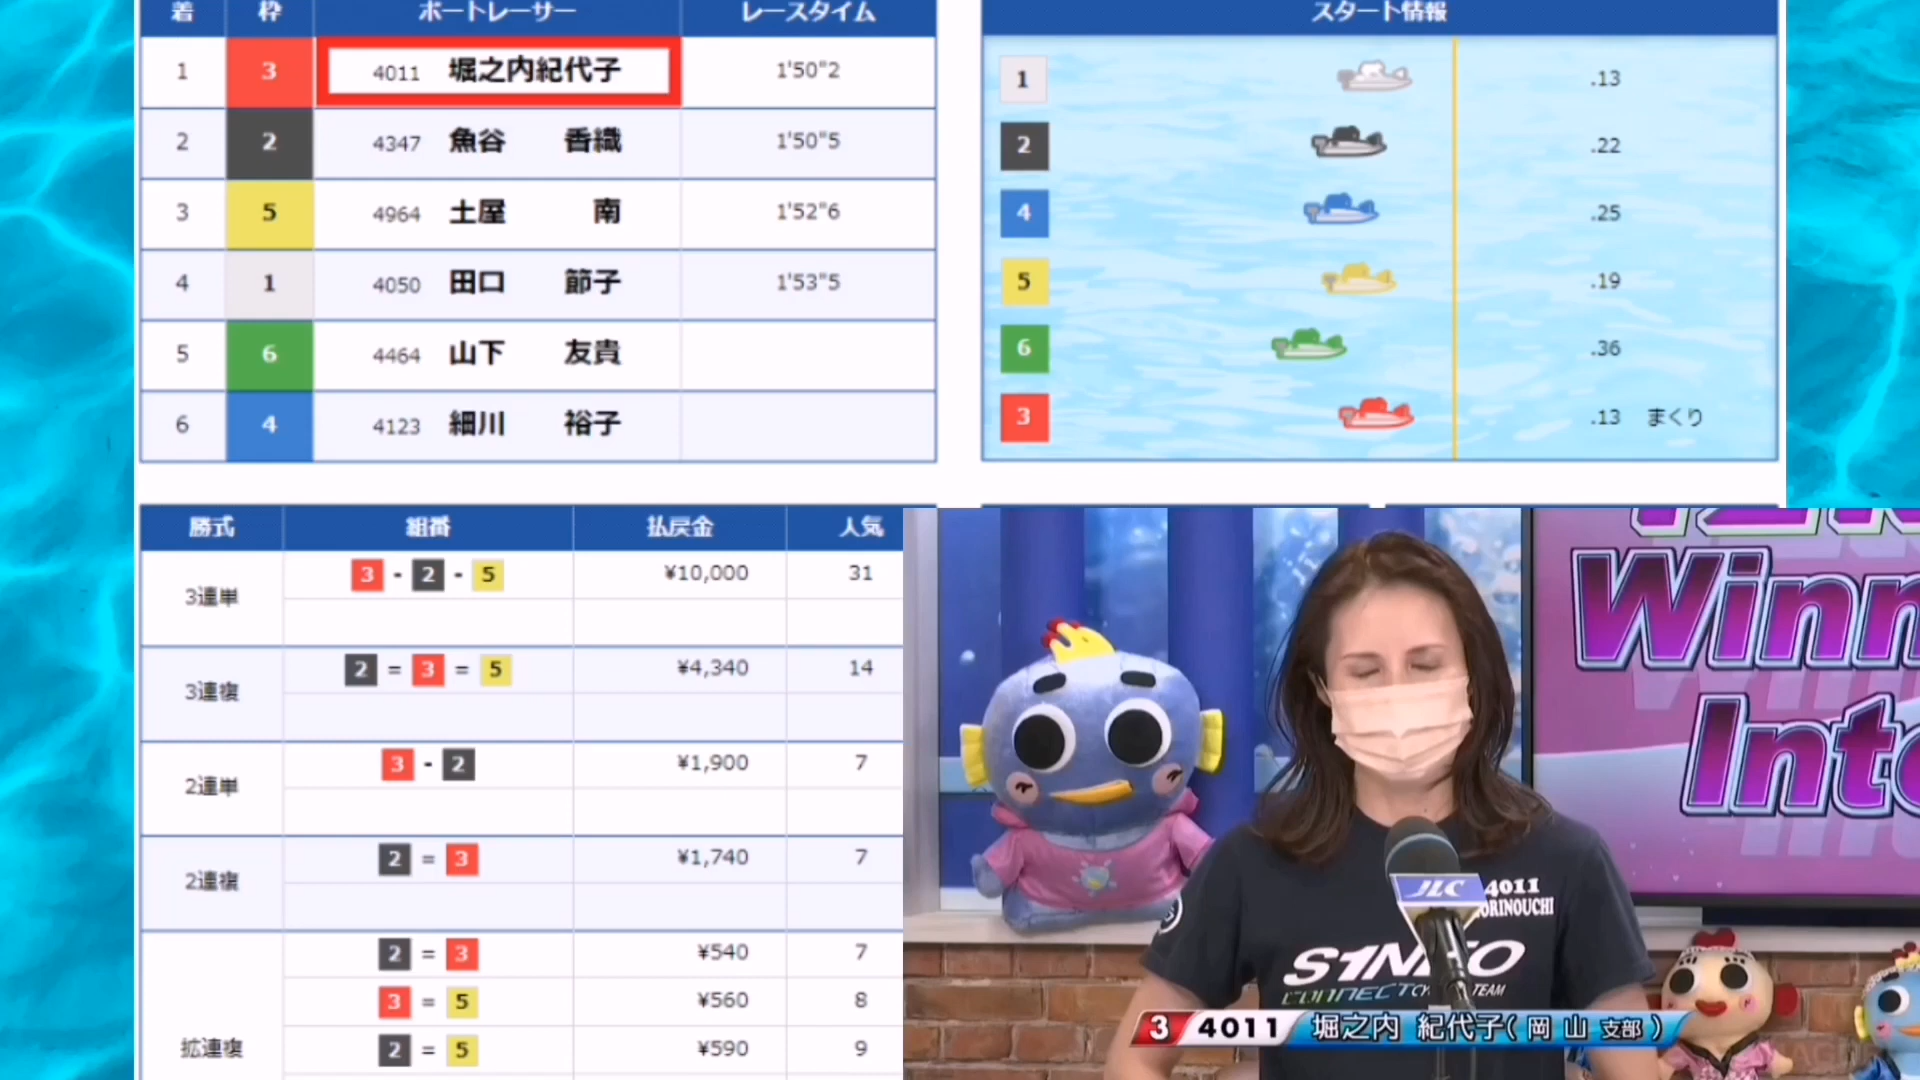 着 枠 ボートレーサー レースタイム
1 3 4011 堀之内紀代子 1'50"2
2 2 4347 魚谷 香織 1'50"5
3 5 4964 土屋 南 1'52"6
4 1 4050 田口 節子 1'53"5
5 6 4464 山下 友貴
6 4 4123 細川 裕子
スタート情報
1 .13
2 .22
4 .25
5 .19
6 .36
3 .13 まくり
勝式 組番 払戻金 人気
3連単 3 - 2 - 5 ¥10,000 31
3連複 2 = 3 = 5 ¥4,340 14
2連単 3 - 2 ¥1,900 7
2連複 2 = 3 ¥1,740 7
拡連複 2 = 3 ¥540 7
3 = 5 ¥560 8
2 = 5 ¥590 9
Winn
Inte
JLC
4011
ORINOUCHI
CONNECT
TEAM
3 4011 堀之内 紀代子(岡山支部)